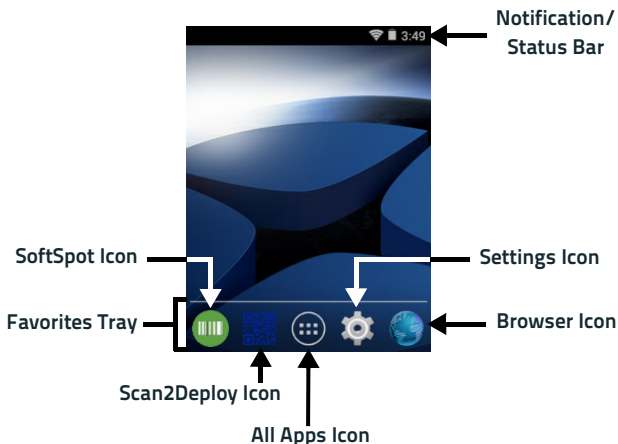 Notification/
Status Bar
3:49
SoftSpot Icon
Settings Icon
Favorites Tray
Browser Icon
Scan2Deploy Icon
All Apps Icon